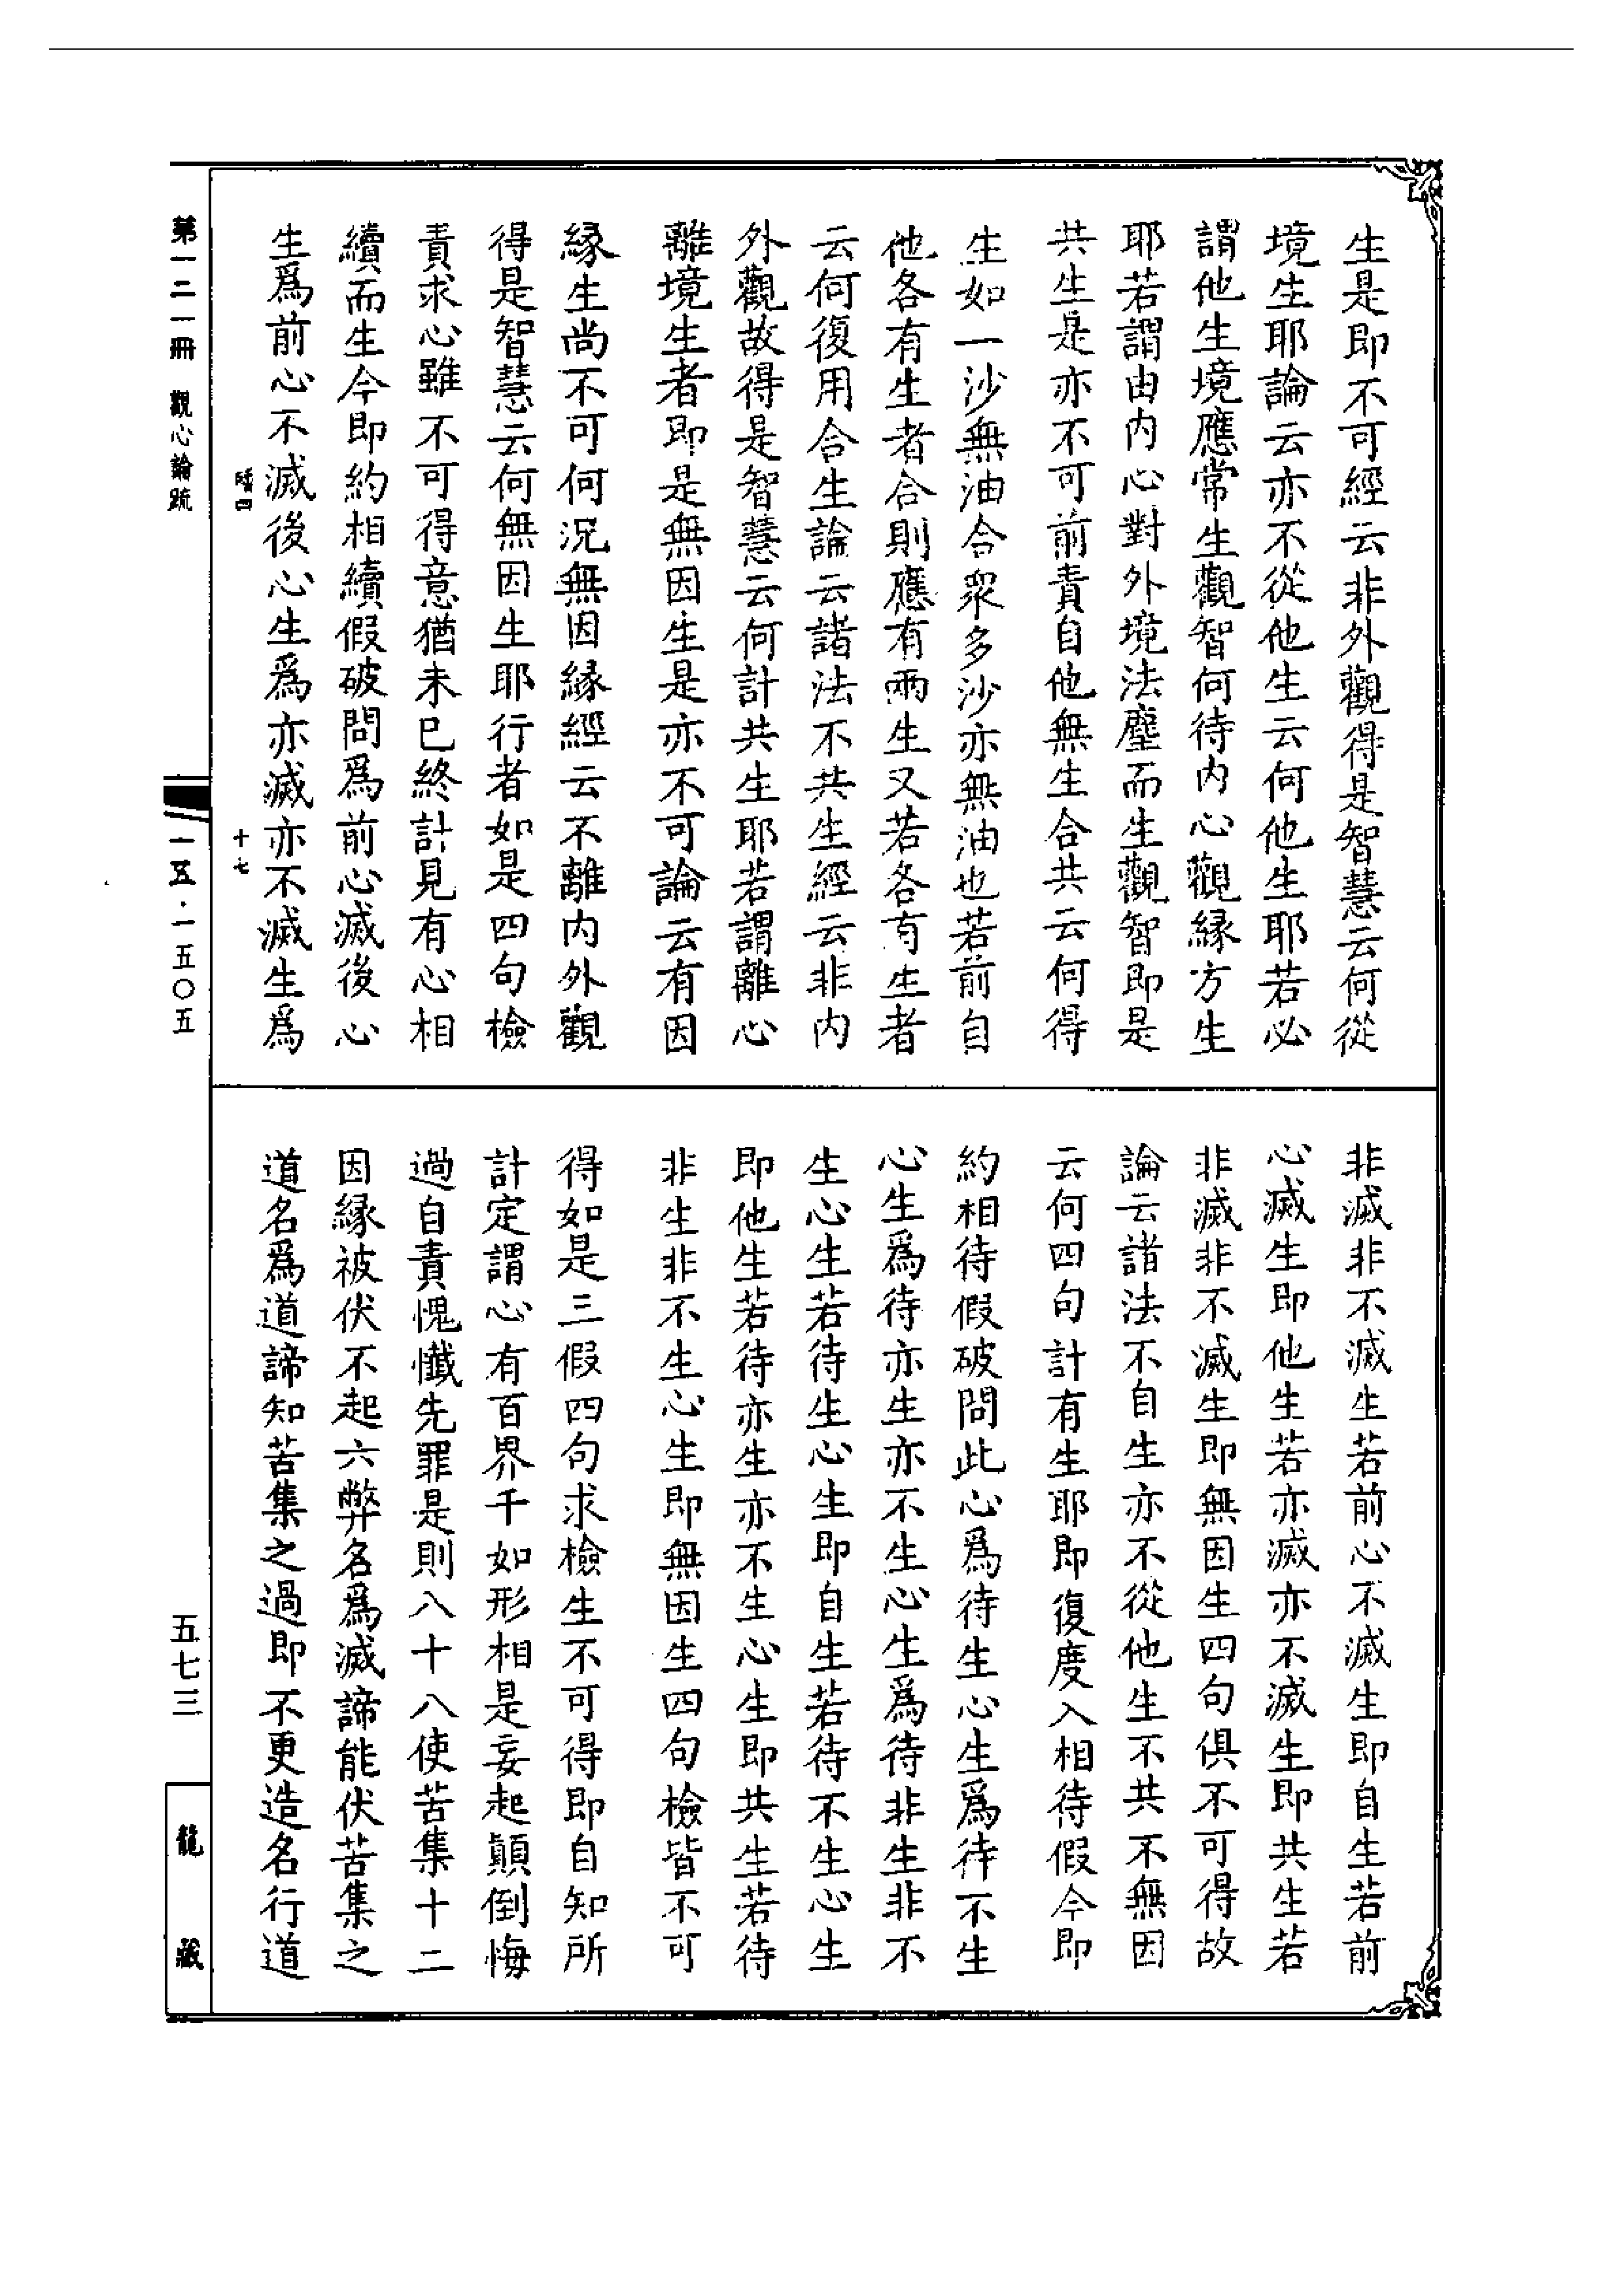 生是即不可經云非外觀得是智慧云何從
境生耶論云亦不從他生云何他生耶若必
謂他生境應常生觀智何待内心觀緣方生
耶若謂由内心對外境法塵而生觀智即是
共生是亦不可前責自他無生合共云何得
生如一沙無油合衆多沙亦無油也若前自
他各有生者合則應有兩生又若各有生者
云何復用合生論云諸法不共生經云非内
外觀故得是智慧云何計共生耶若謂離心
離境生者即是無因生是亦不可論云有因
緣生尚不可何況無因緣經云不離内外觀
得是智慧云何無因生耶行者如是四句檢
責求心雖不可得意猶未已終計見有心相
續而生今即約相續假破問爲前心滅後心
生爲前心不滅後心生爲亦滅亦不滅生爲
非滅非不滅生若前心不滅生即自生若前
心滅生即他生若亦滅亦不滅生即共生若
非滅非不滅生即無因生四句俱不可得故
論云諸法不自生亦不從他生不共不無因
云何四句計有生耶即復度入相待假今即
約相待假破問此心爲待生心生爲待不生
心生爲待亦生亦不生心生爲待非生非不
生心生若待生心生即自生若待不生心生
即他生若待亦生亦不生心生即共生若待
非生非不生心生即無因生四句檢皆不可
得如是三假四句求檢生不可得即自知所
計定謂心有百界千如形相是妄起顛倒悔
過自責愧懺先罪是則八十八使苦集十二
因緣被伏不起六弊名爲滅諦能伏苦集之
道名爲道諦知苦集之過即不更造名行道
第一二一冊 觀心論疏
十七
一五·一五〇五
五七三
龍藏